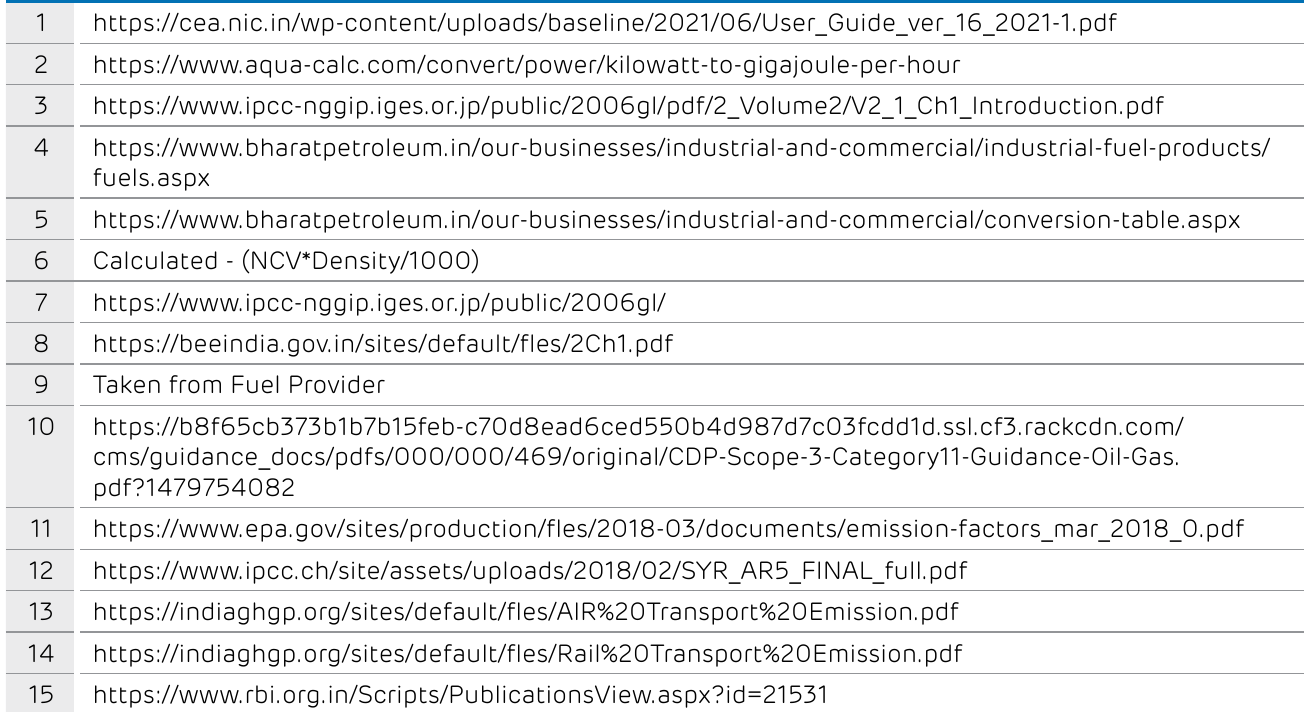 1 https://cea.nic.in/wp-content/uploads/baseline/2021/06/User_Guide_ver_16_2021-1.pdf
2 https://www.aqua-calc.com/convert/power/kilowatt-to-gigajoule-per-hour
3 https://www.ipcc-nggip.iges.or.jp/public/2006gl/pdf/2_Volume2/V2_1_Ch1_Introduction.pdf
4 https://www.bharatpetroleum.in/our-businesses/industrial-and-commercial/industrial-fuel-products/
fuels.aspx
5 https://www.bharatpetroleum.in/our-businesses/industrial-and-commercial/conversion-table.aspx
6 Calculated - (NCV*Density/1000)
7 https://www.ipcc-nggip.iges.or.jp/public/2006gl/
8 https://beeindia.gov.in/sites/default/fles/2Ch1.pdf
9 Taken from Fuel Provider
10 https://b8f65cb373b1b7b15feb-c70d8ead6ced550b4d987d7c03fcdd1d.ssl.cf3.rackcdn.com/
cms/guidance_docs/pdfs/000/000/469/original/CDP-Scope-3-Category11-Guidance-Oil-Gas.
pdf?1479754082
11 https://www.epa.gov/sites/production/fles/2018-03/documents/emission-factors_mar_2018_0.pdf
12 https://www.ipcc.ch/site/assets/uploads/2018/02/SYR_AR5_FINAL_full.pdf
13 https://indiaghgp.org/sites/default/fles/AIR%20Transport%20Emission.pdf
14 https://indiaghgp.org/sites/default/fles/Rail%20Transport%20Emission.pdf
15 https://www.rbi.org.in/Scripts/PublicationsView.aspx?id=21531